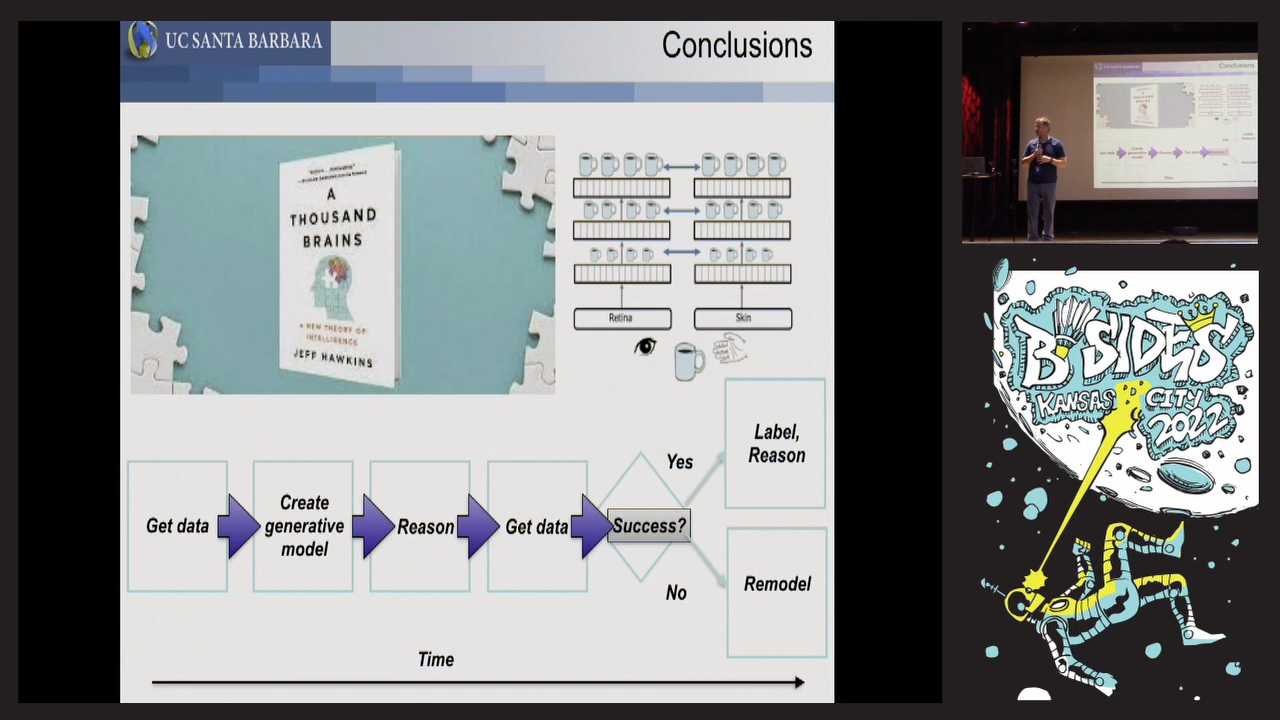 UC SANTA BARBARA
Conclusions
A
THOUSAND
BRAINS
A NEW THEORY OF
INTELLIGENCE
JEFF HAWKINS
Retina
Skin
Get data
Create
generative
model
Reason
Get data
Success?
Yes
No
Label,
Reason
Remodel
Time
Conclusions
B SIDES
KANSAS CITY
2022